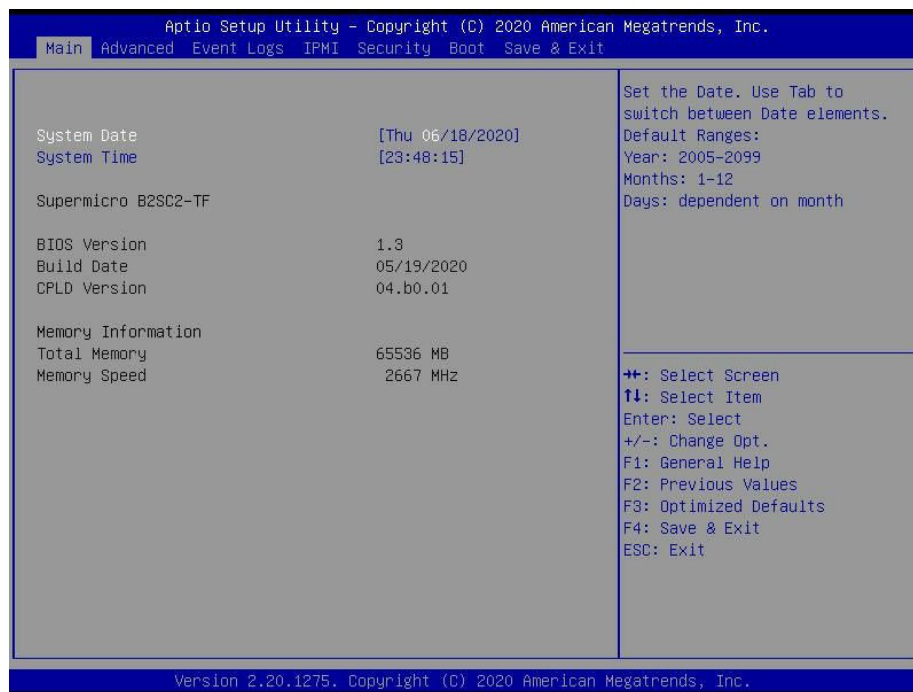 Aptio Setup Utility – Copyright (C) 2020 American Megatrends, Inc.
Main Advanced Event Logs IPMI Security Boot Save & Exit
System Date [Thu 06/18/2020]
System Time [23:48:15]
Supermicro B2SC2-TF
BIOS Version 1.3
Build Date 05/19/2020
CPLD Version 04.b0.01
Memory Information
Total Memory 65536 MB
Memory Speed 2667 MHz
Set the Date. Use Tab to
switch between Date elements.
Default Ranges:
Year: 2005-2099
Months: 1-12
Days: dependent on month
→←: Select Screen
↑↓: Select Item
Enter: Select
+/-: Change Opt.
F1: General Help
F2: Previous Values
F3: Optimized Defaults
F4: Save & Exit
ESC: Exit
Version 2.20.1275. Copyright (C) 2020 American Megatrends, Inc.